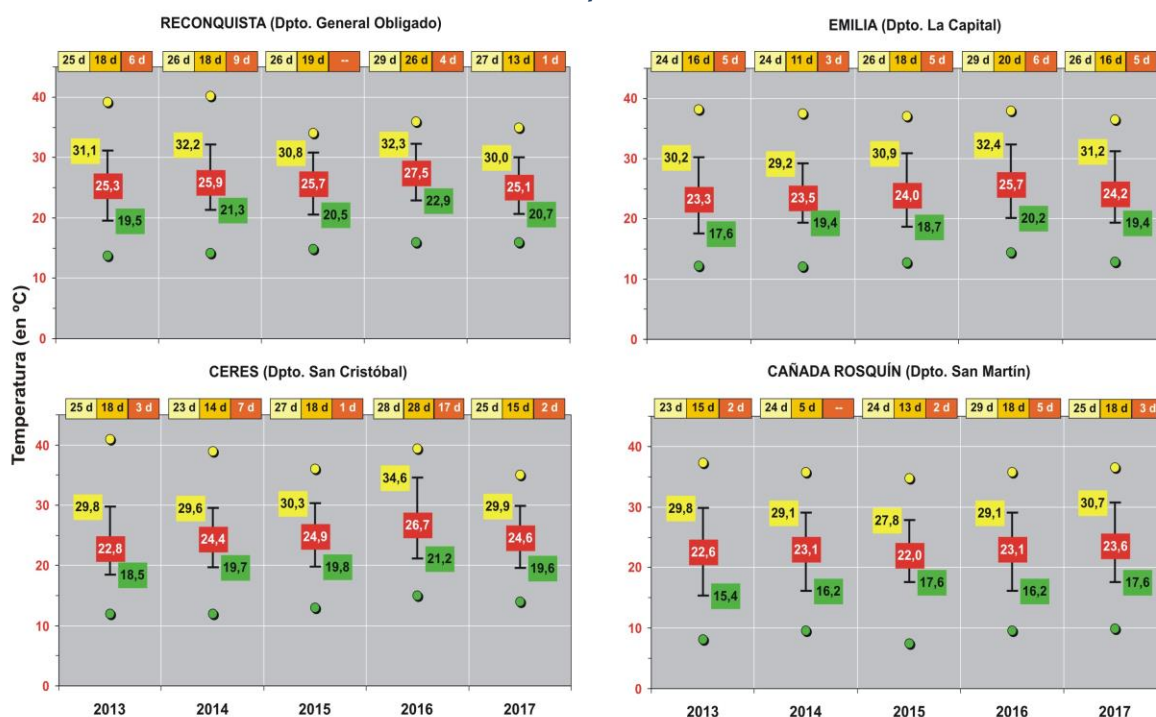 RECONQUISTA (Dpto. General Obligado)
25 d 18 d 6 d 26 d 18 d 9 d 26 d 19 d -- 29 d 26 d 4 d 27 d 13 d 1 d
40
30
20
10
0
31,1 25,3 19,5
32,2 25,9 21,3
30,8 25,7 20,5
32,3 27,5 22,9
30,0 25,1 20,7
EMILIA (Dpto. La Capital)
24 d 16 d 5 d 24 d 11 d 3 d 26 d 18 d 5 d 29 d 20 d 6 d 26 d 16 d 5 d
40
30
20
10
0
30,2 23,3 17,6
29,2 23,5 19,4
30,9 24,0 18,7
32,4 25,7 20,2
31,2 24,2 19,4
Temperatura (en ºC)
CERES (Dpto. San Cristóbal)
25 d 18 d 3 d 23 d 14 d 7 d 27 d 18 d 1 d 28 d 28 d 17 d 25 d 15 d 2 d
40
30
20
10
0
29,8 22,8 18,5
29,6 24,4 19,7
30,3 24,9 19,8
34,6 26,7 21,2
29,9 24,6 19,6
2013 2014 2015 2016 2017
CAÑADA ROSQUÍN (Dpto. San Martín)
23 d 15 d 2 d 24 d 5 d -- 24 d 13 d 2 d 29 d 18 d 5 d 25 d 18 d 3 d
40
30
20
10
0
29,8 22,6 15,4
29,1 23,1 16,2
27,8 22,0 17,6
29,1 23,1 16,2
30,7 23,6 17,6
2013 2014 2015 2016 2017